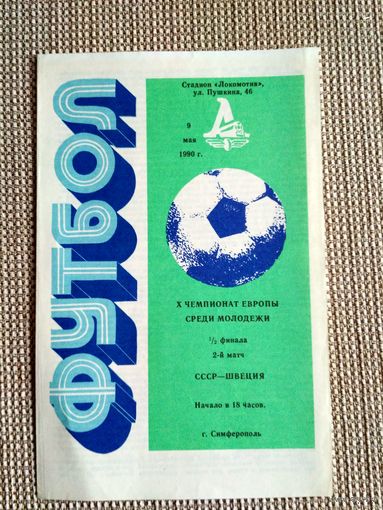 ФУТБОЛ
Стадион «Локомотив»,
ул. Пушкина, 46
9
мая
1990 г.
X ЧЕМПИОНАТ ЕВРОПЫ
СРЕДИ МОЛОДЕЖИ
1/2 финала
2-й матч
СССР—ШВЕЦИЯ
Начало в 18 часов.
г. Симферополь